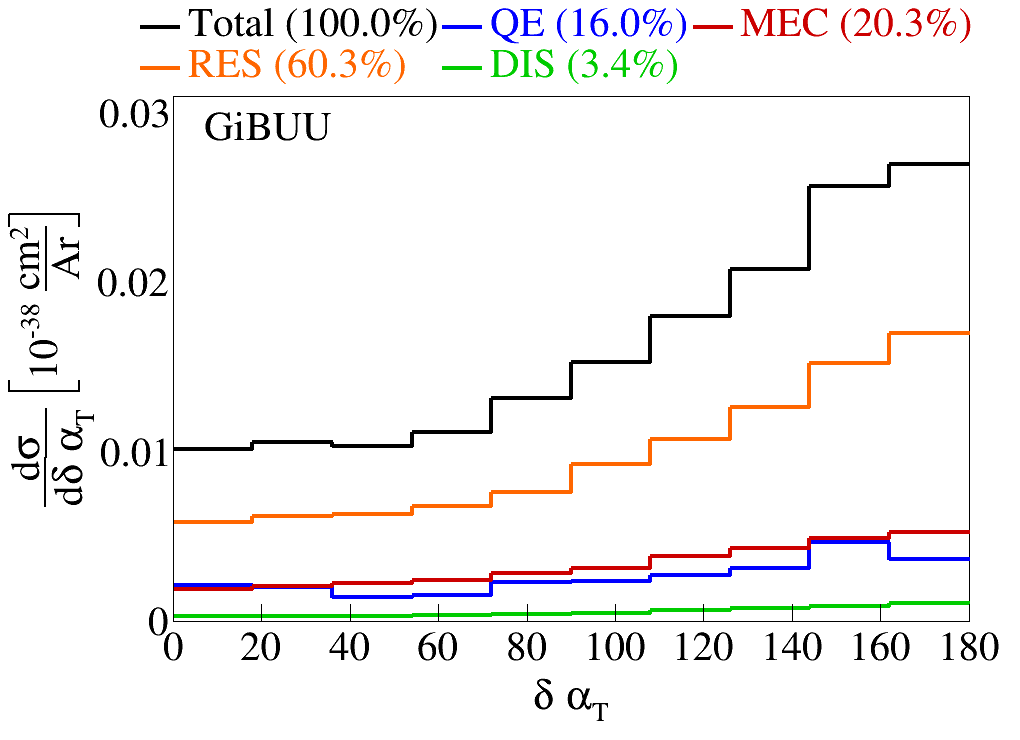 Total (100.0%) QE (16.0%) MEC (20.3%)
RES (60.3%) DIS (3.4%)
GiBUU
0.03
0.02
0.01
0
dσ/dδ α_T [10^-38 cm^2/Ar]
0 20 40 60 80 100 120 140 160 180
δ α_T